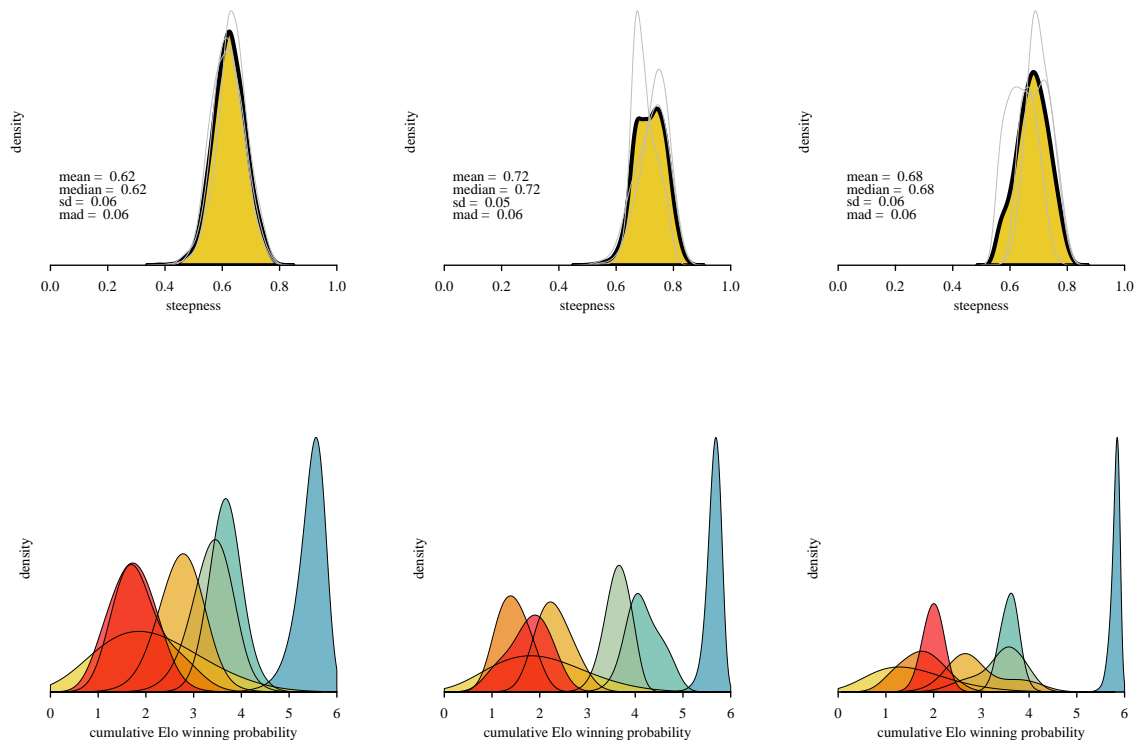 density
mean = 0.62
median = 0.62
sd = 0.06
mad = 0.06
0.0 0.2 0.4 0.6 0.8 1.0
steepness
density
mean = 0.72
median = 0.72
sd = 0.05
mad = 0.06
0.0 0.2 0.4 0.6 0.8 1.0
steepness
density
mean = 0.68
median = 0.68
sd = 0.06
mad = 0.06
0.0 0.2 0.4 0.6 0.8 1.0
steepness
density
0 1 2 3 4 5 6
cumulative Elo winning probability
density
0 1 2 3 4 5 6
cumulative Elo winning probability
density
0 1 2 3 4 5 6
cumulative Elo winning probability